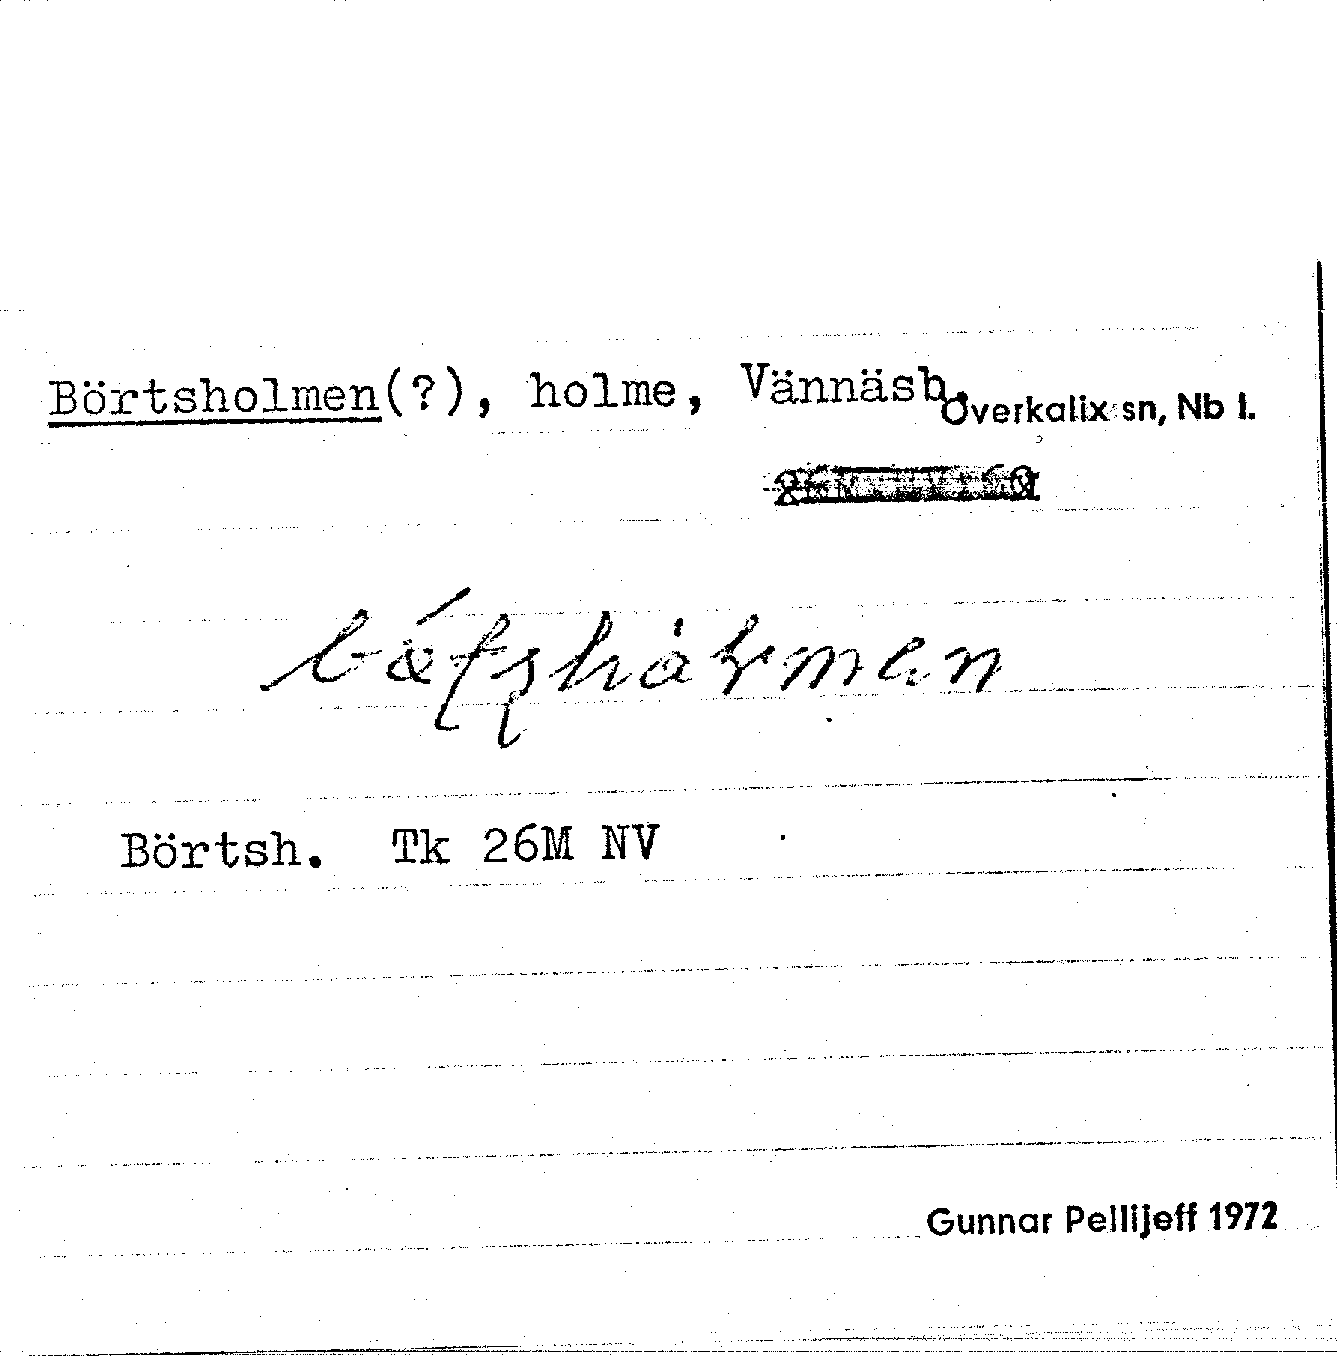 Börtsholmen(?), holme, Vännäsb. Överkalix sn, Nb l.
Börtsh. Tk 26M NV
Gunnar Pellijeff 1972